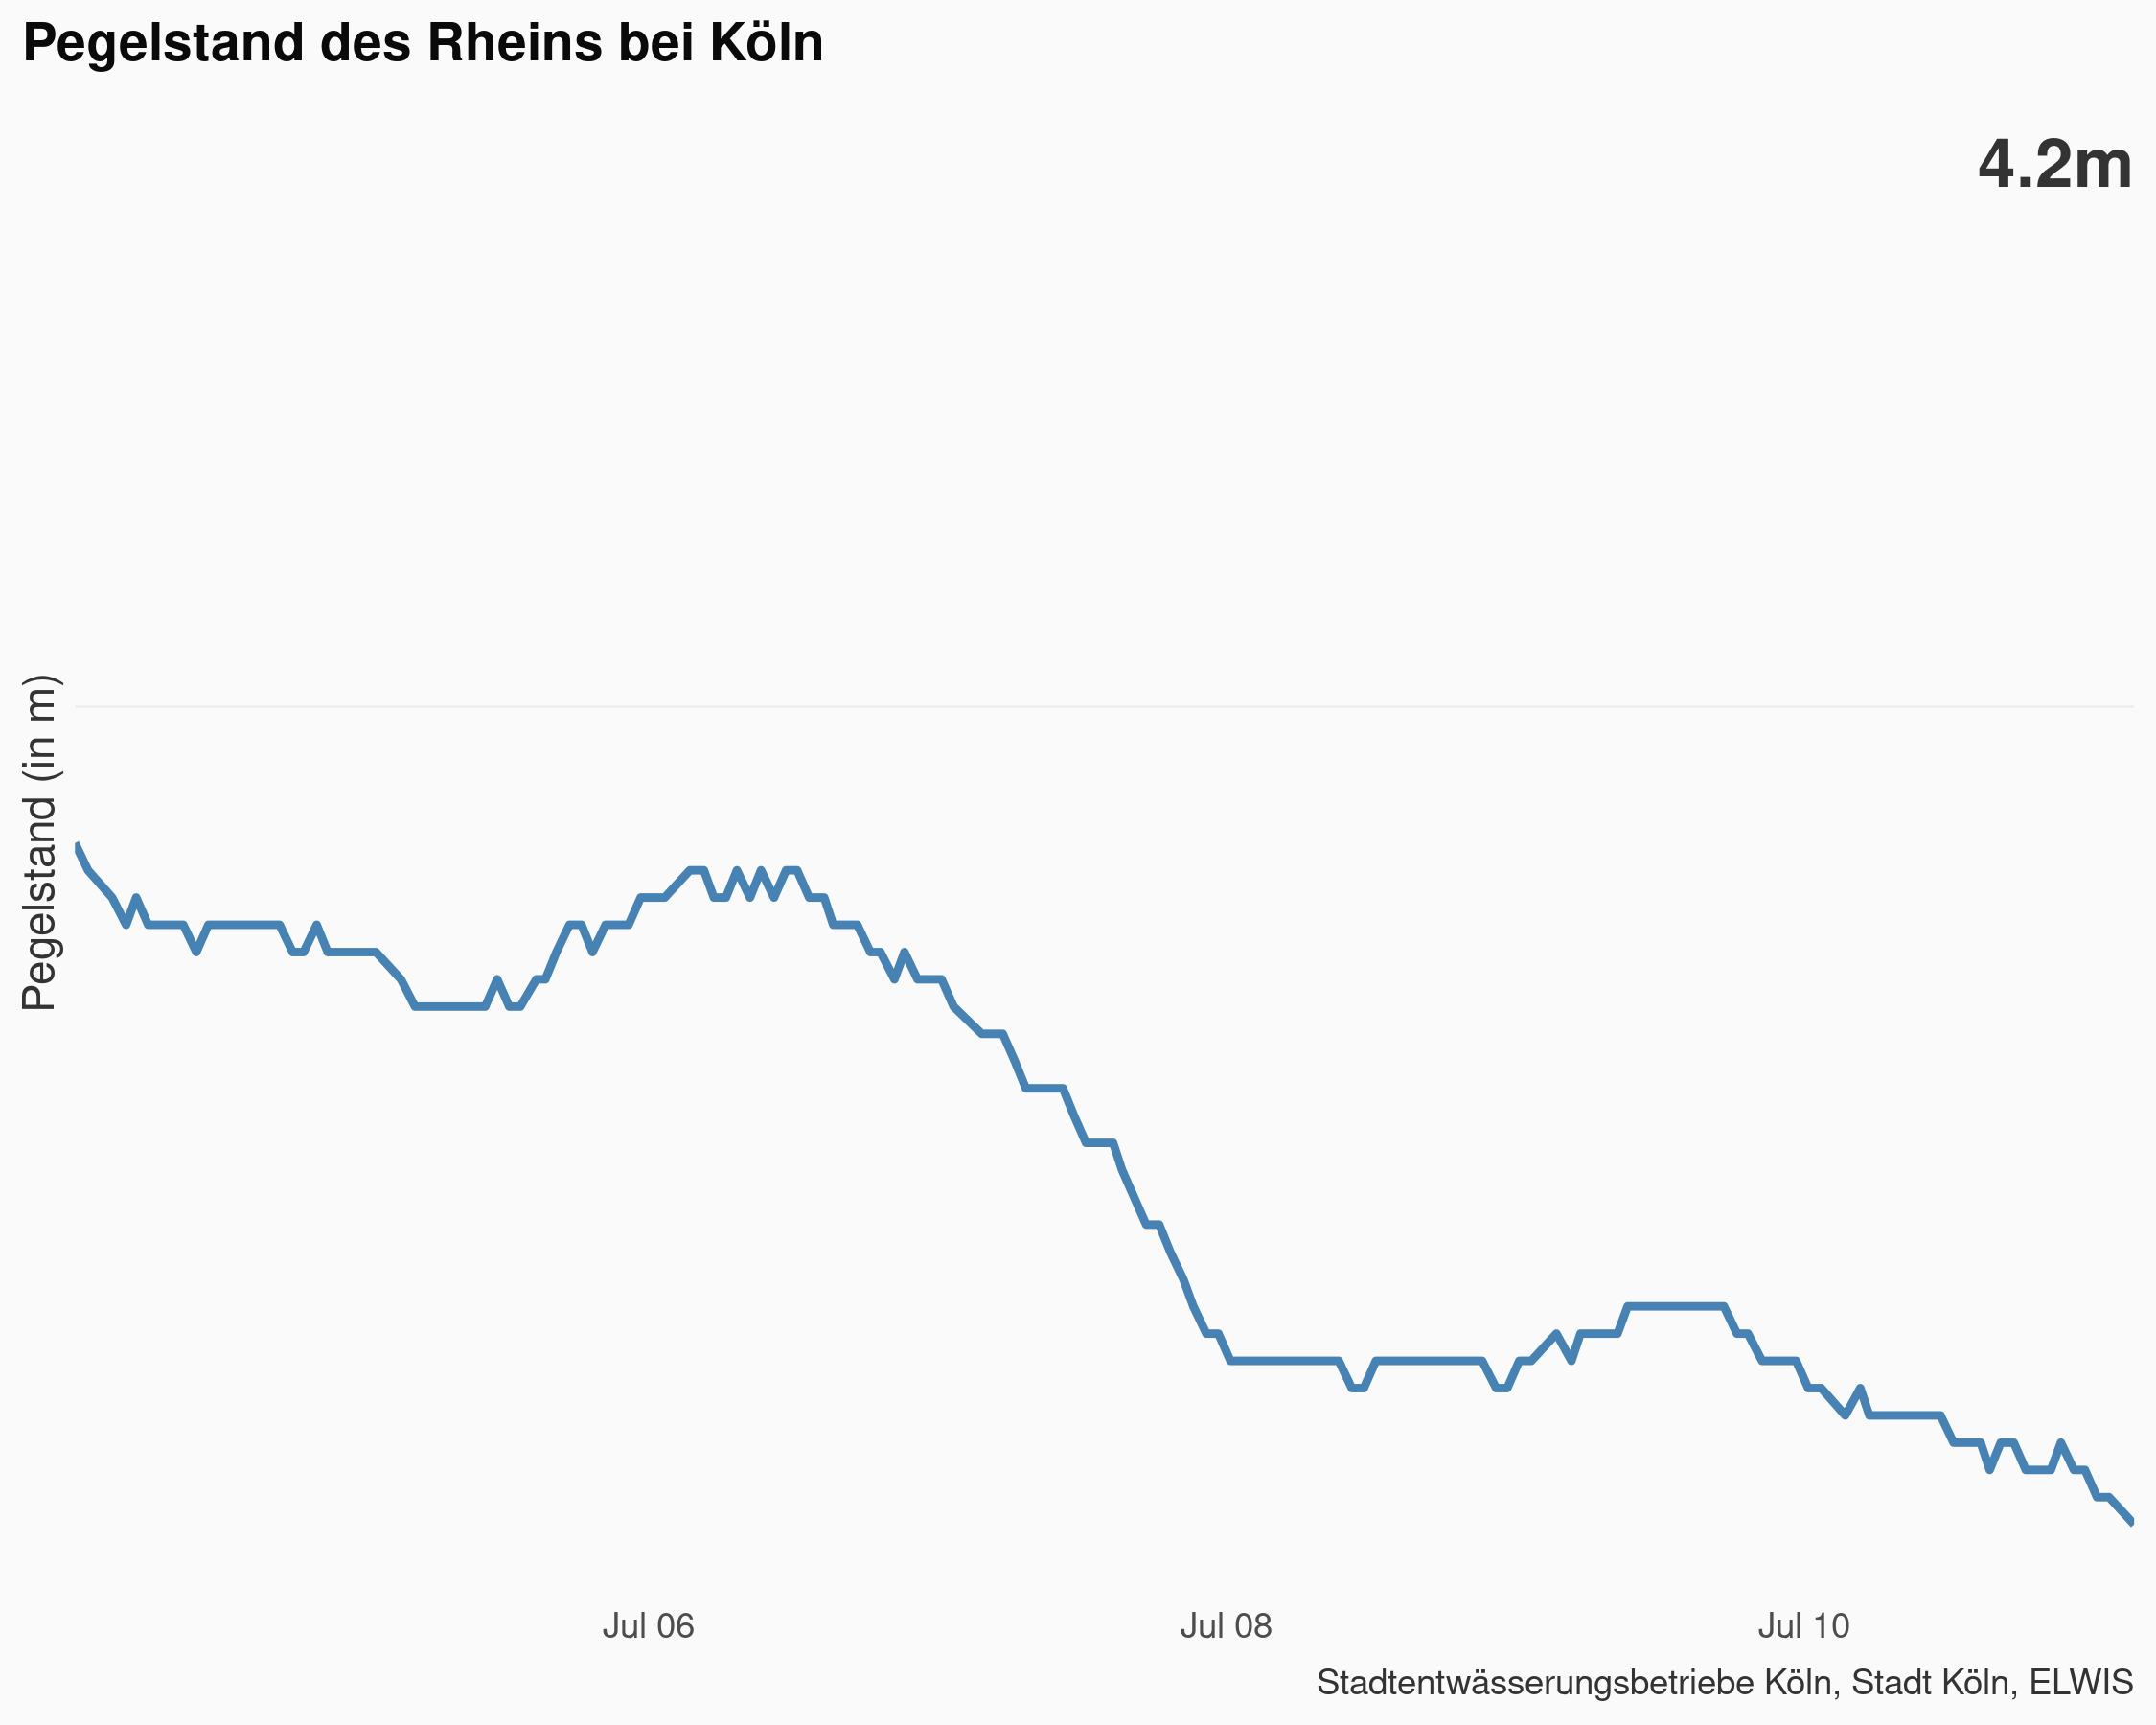 Pegelstand des Rheins bei Köln
4.2m
Pegelstand (in m)
Jul 06
Jul 08
Jul 10
Stadtentwässerungsbetriebe Köln, Stadt Köln, ELWIS